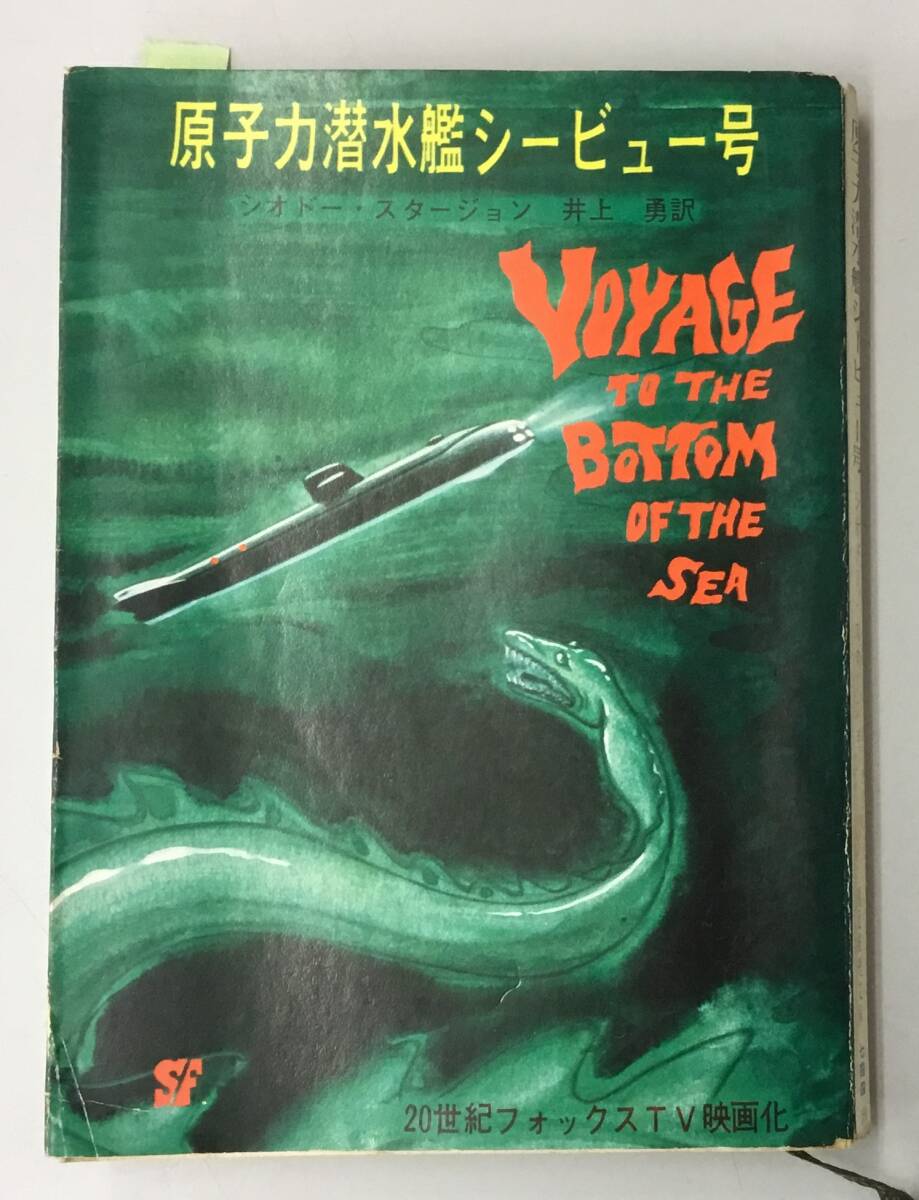 原子力潜水艦シービュー号
シオドー・スタージョン 井上 勇訳
VOYAGE
TO THE
BOTTOM
OF THE
SEA
SF
20世紀フォックスTV映画化